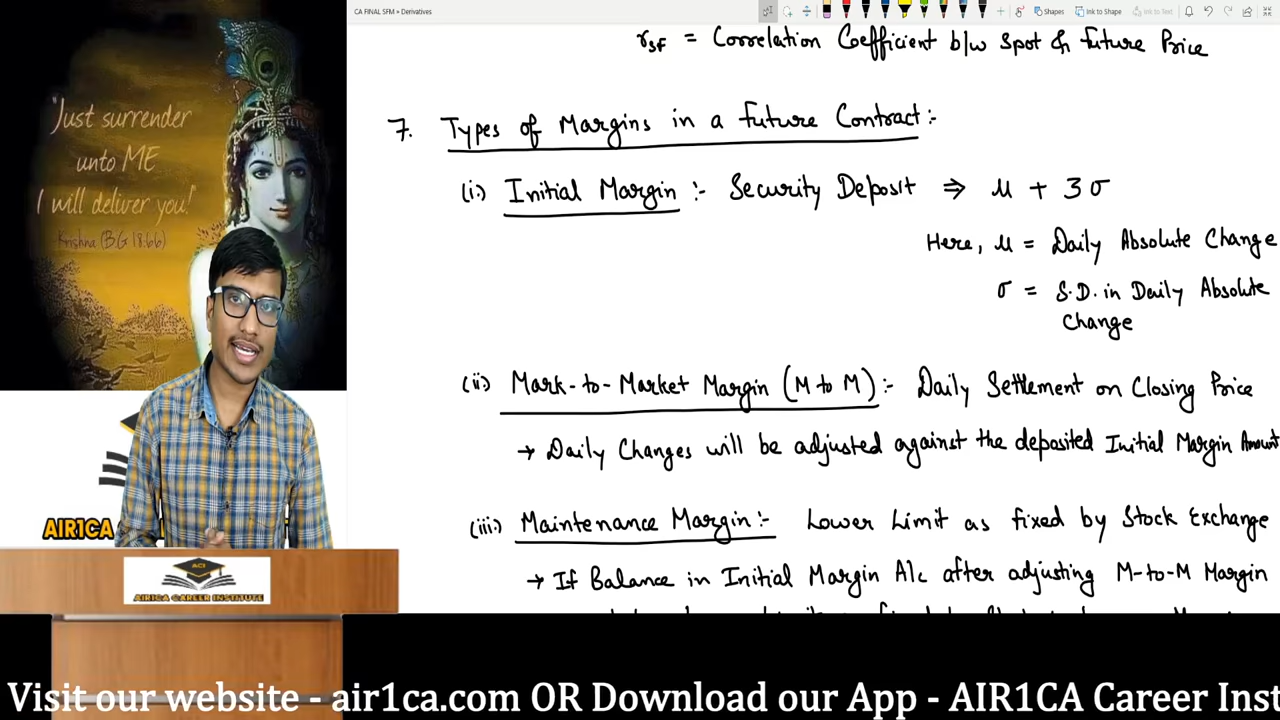 CA FINAL SFM » Derivatives
Shapes
Ink to Shape
Ink to Text
rSF = Correlation Coefficient b/w Spot & Future Price
"Just surrender
unto ME
I will deliver you!"
-Krishna (BG 18:66)
7. Types of Margins in a Future Contract:-
(i.) Initial Margin :- Security Deposit ⇒ μ + 3σ
Here, μ = Daily Absolute Change
σ = S.D. in Daily Absolute
Change
(ii) Mark-to-Market Margin (M to M):- Daily Settlement on Closing Price
→ Daily Changes will be adjusted against the deposited Initial Margin Amount
(iii.) Maintenance Margin:- Lower Limit as fixed by Stock Exchange
→ If Balance in Initial Margin A/c after adjusting M-to-M Margin
AIR1CA
ACI
AIR1CA CAREER INSTITUTE
Visit our website - air1ca.com OR Download our App - AIR1CA Career Inst